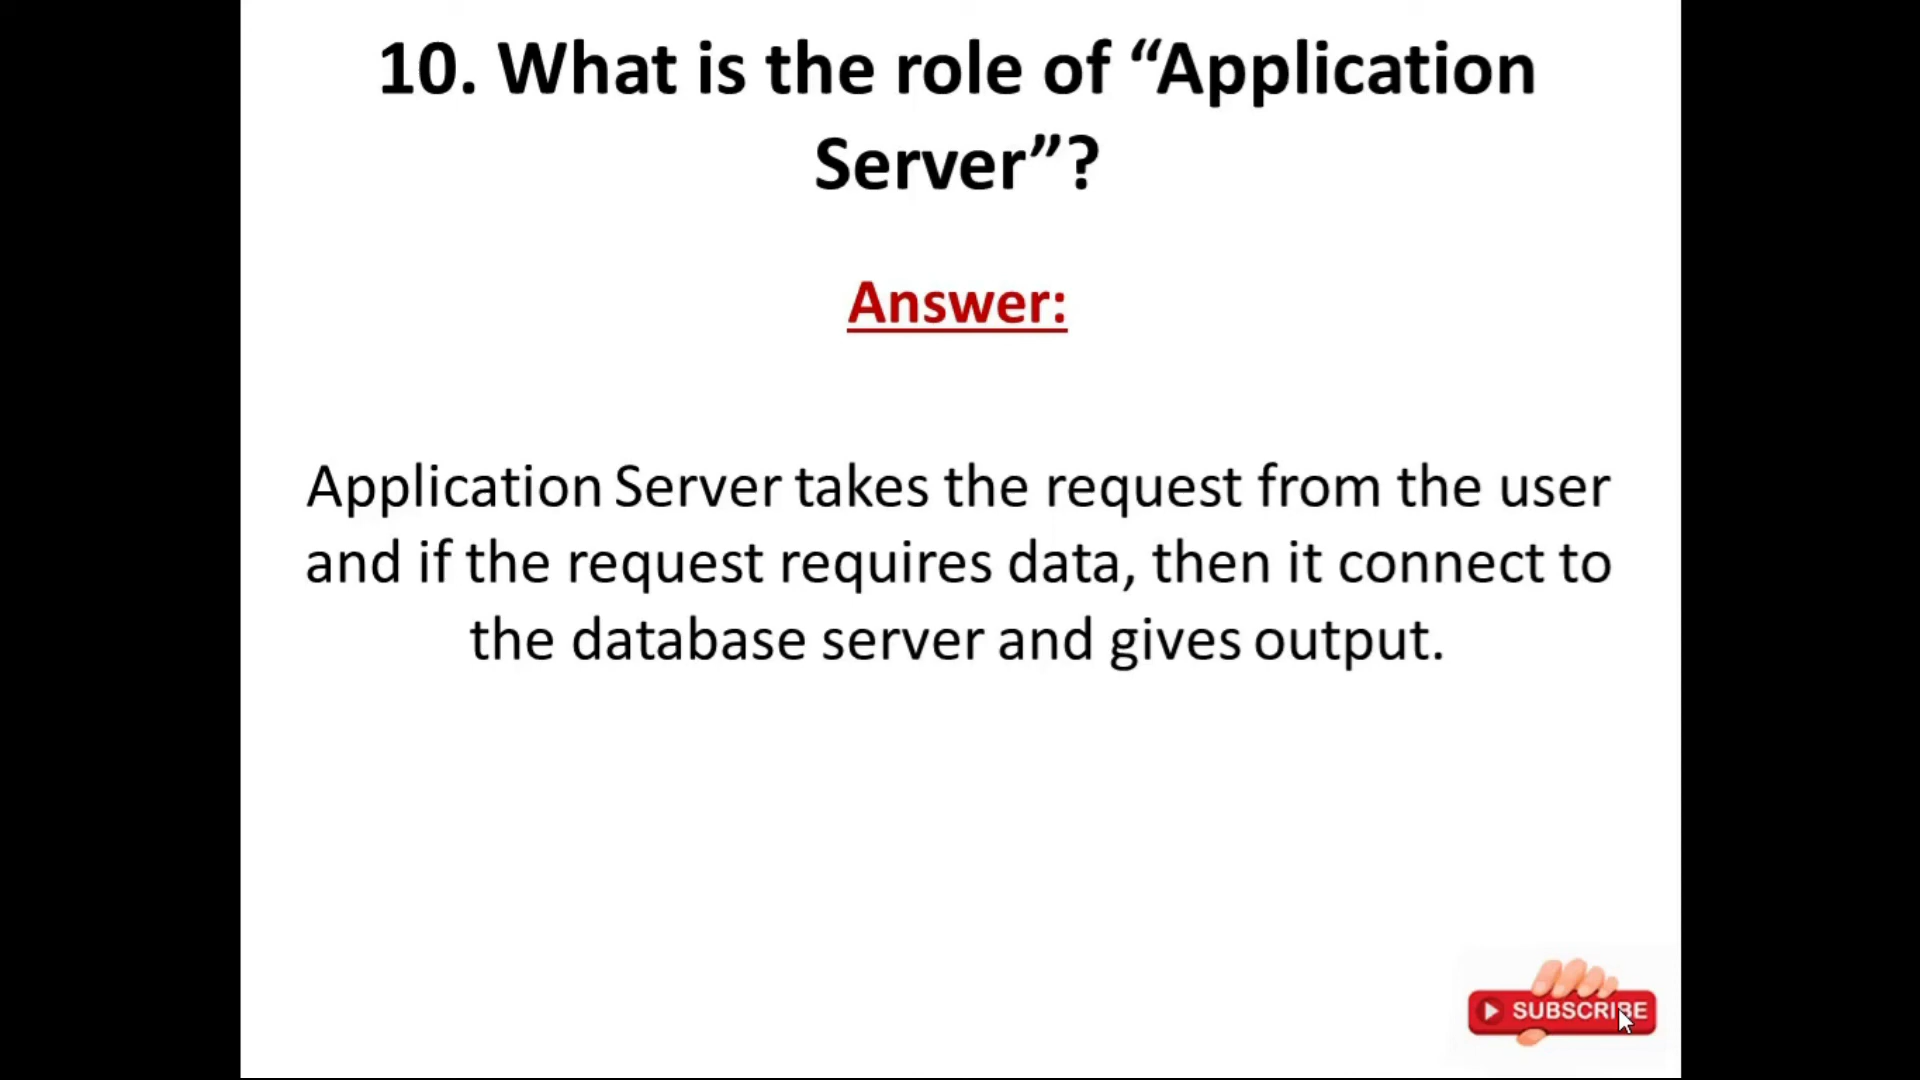 10. What is the role of “Application
Server”?
Answer:
Application Server takes the request from the user
and if the request requires data, then it connect to
the database server and gives output.
SUBSCRIBE